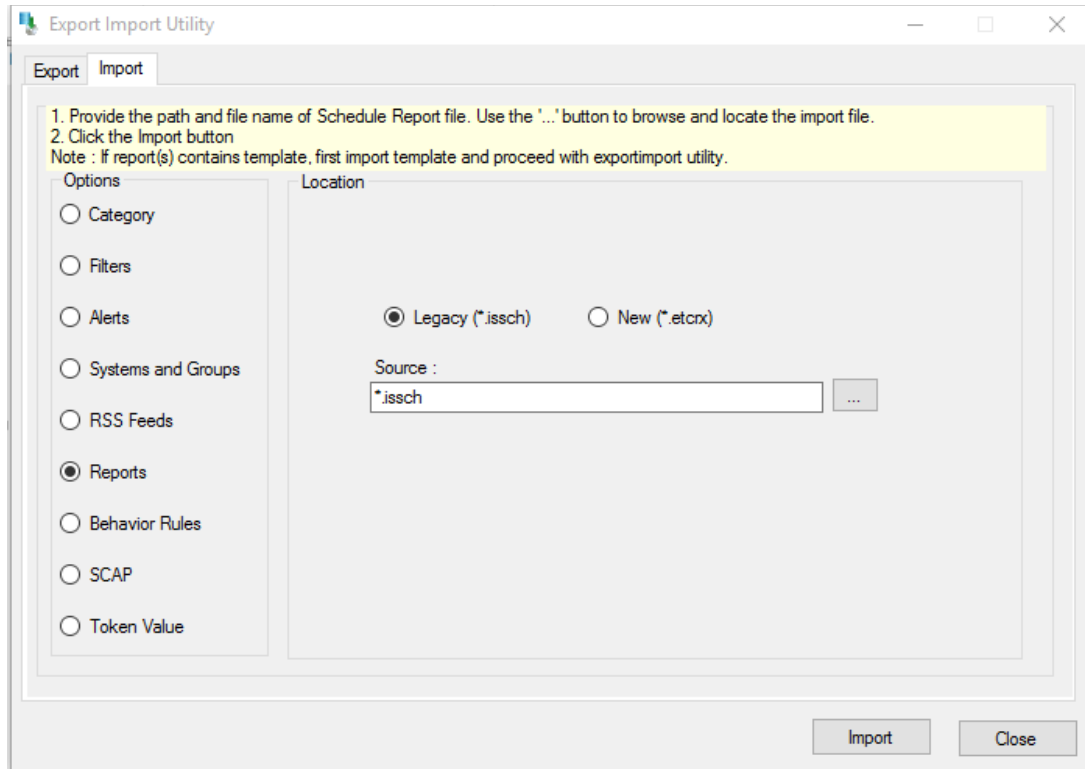 Export Import Utility
Export
Import
1. Provide the path and file name of Schedule Report file. Use the '...' button to browse and locate the import file.
2. Click the Import button
Note : If report(s) contains template, first import template and proceed with exportimport utility.
Options
Category
Filters
Alerts
Systems and Groups
RSS Feeds
Reports
Behavior Rules
SCAP
Token Value
Location
Legacy (*.issch)
New (*.etcrx)
Source :
*.issch
...
Import
Close